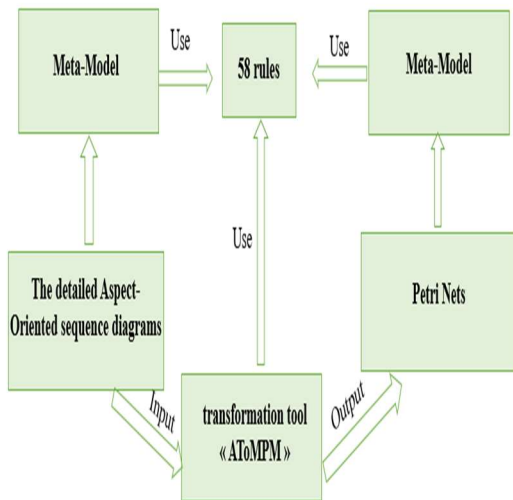 Meta-Model
Use
58 rules
Use
Meta-Model
Use
The detailed Aspect-
Oriented sequence diagrams
Petri Nets
Input
transformation tool
« AToMPM »
Output